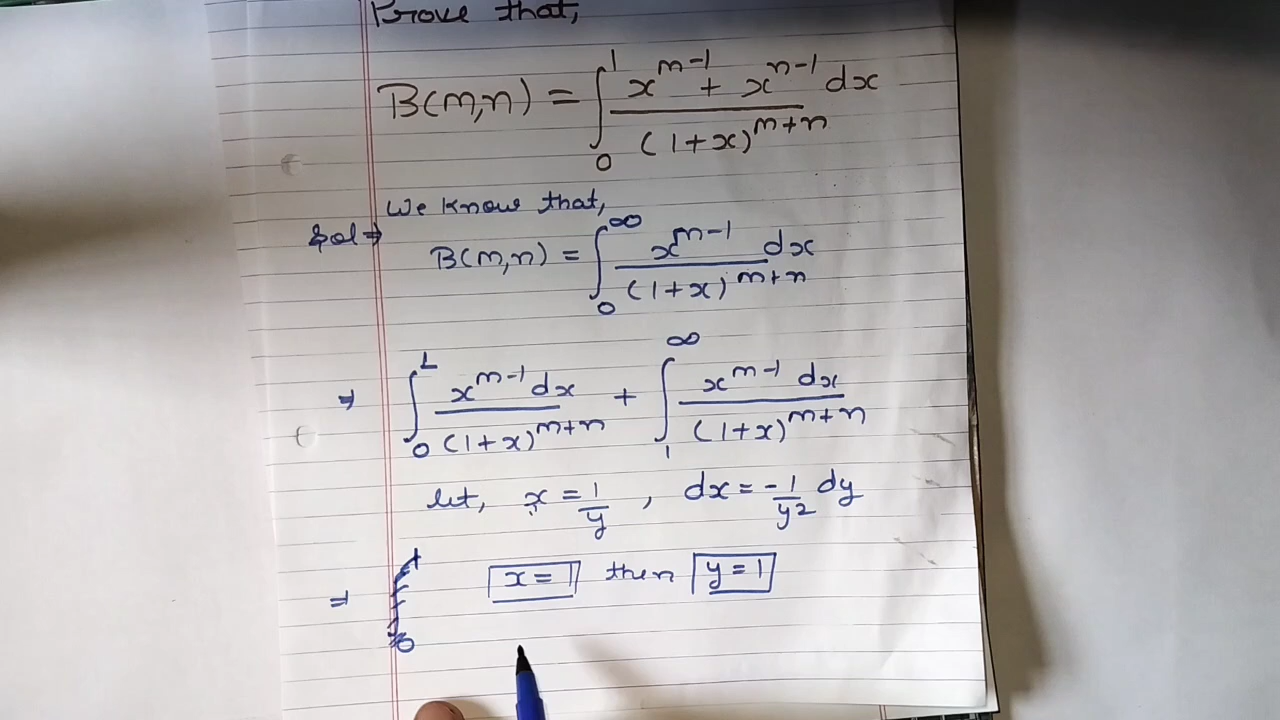 Prove that,
B(m,n) = ∫₀¹ (x^(m-1) + x^(n-1))/(1+x)^(m+n) dx
We know that,
Sol ⇒
B(m,n) = ∫₀^∞ x^(m-1)/(1+x)^(m+n) dx
⇒ ∫₀¹ x^(m-1) dx/(1+x)^(m+n) + ∫₁^∞ x^(m-1) dx/(1+x)^(m+n)
let, x = 1/y , dx = -1/y² dy
⇒ x = 1 then y = 1